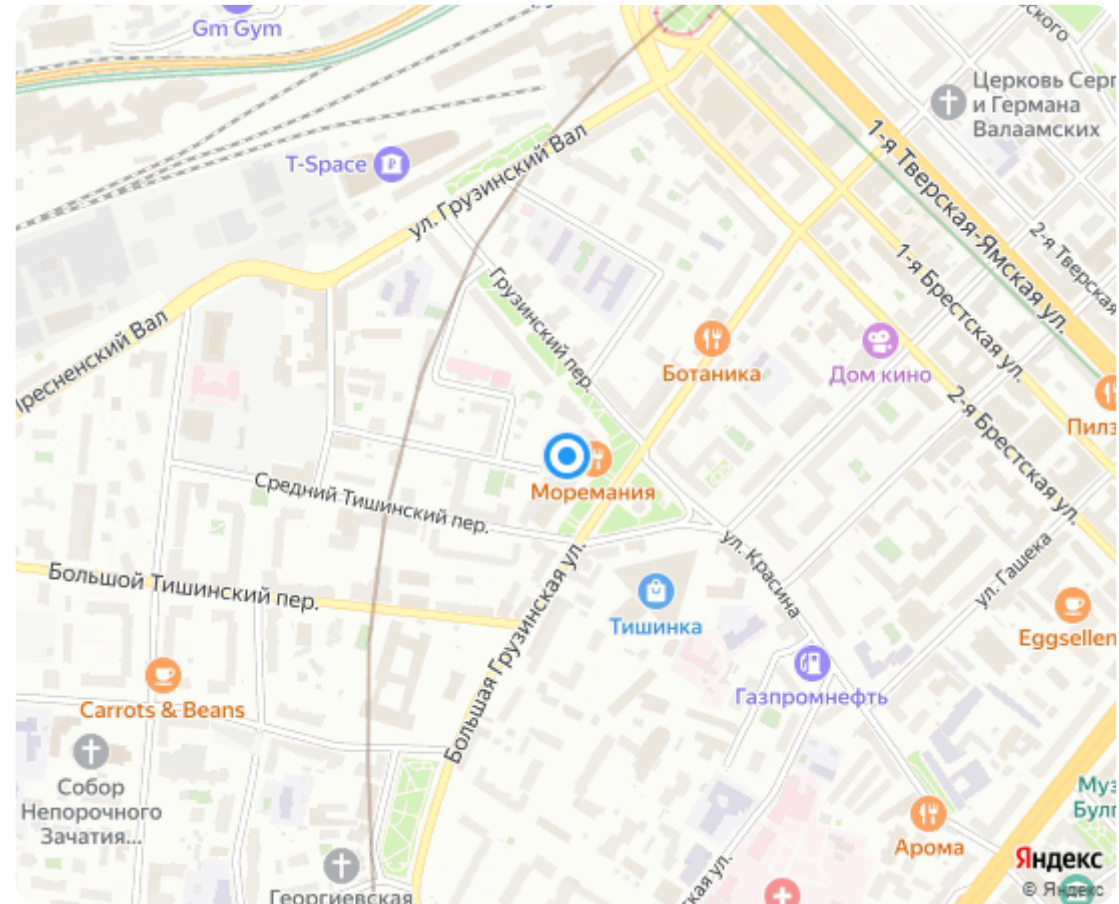 Gm Gym
Церковь Серг
и Германа
Валаамских
T-Space
ул. Грузинский Вал
1-я Тверская-Ямская ул.
2-я Тверская
1-я Брестская ул.
Грузинский пер.
Пресненский Вал
Ботаника
Дом кино
2-я Брестская ул.
Пилз
Моремания
Средний Тишинский пер.
ул. Красина
ул. Гашека
Большой Тишинский пер.
Тишинка
Eggsellen
Большая Грузинская ул.
Газпромнефть
Carrots & Beans
Собор
Непорочного
Зачатия...
Муз
Булг
Арома
Яндекс
© Яндекс
Георгиевская